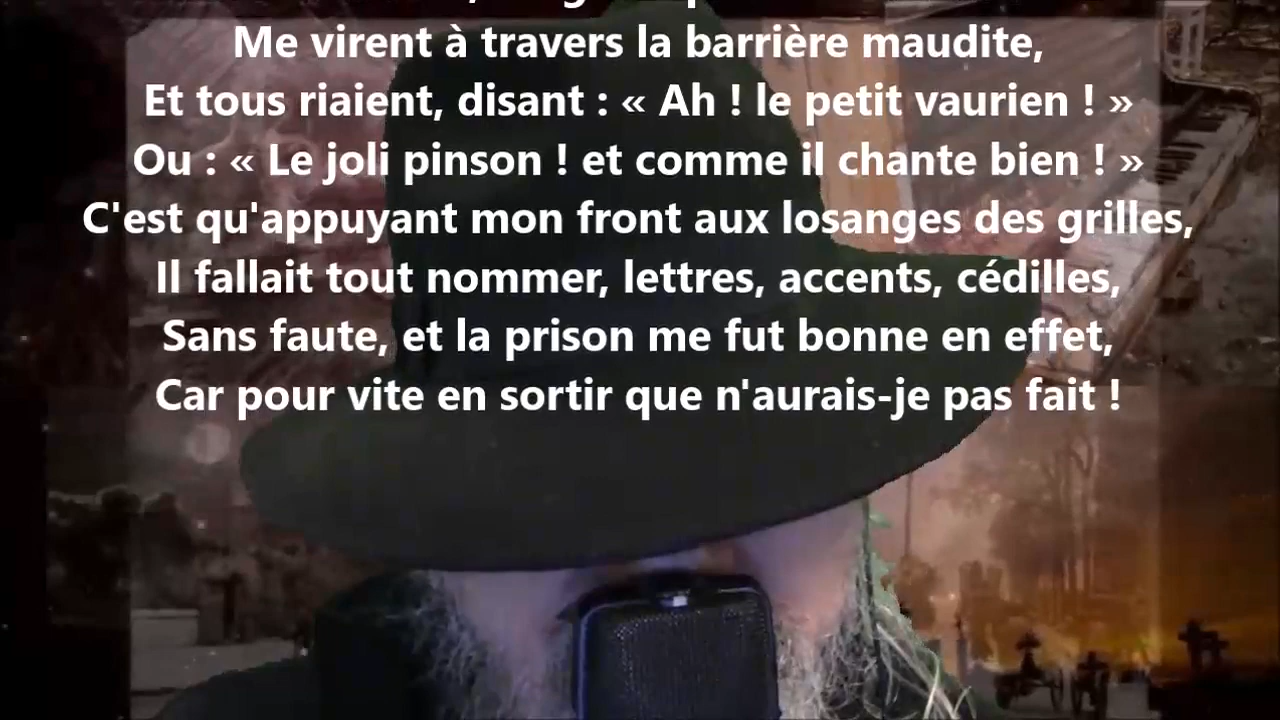 Me virent à travers la barrière maudite,
Et tous riaient, disant : « Ah ! le petit vaurien ! »
Ou : « Le joli pinson ! et comme il chante bien ! »
C'est qu'appuyant mon front aux losanges des grilles,
Il fallait tout nommer, lettres, accents, cédilles,
Sans faute, et la prison me fut bonne en effet,
Car pour vite en sortir que n'aurais-je pas fait !